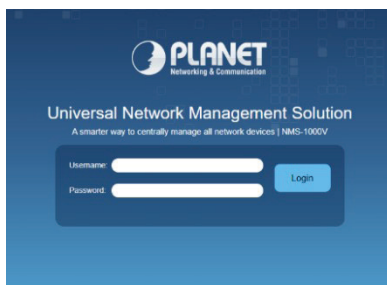 PLANET
Networking & Communication
Universal Network Management Solution
A smarter way to centrally manage all network devices | NMS-1000V
Username:
Login
Password: